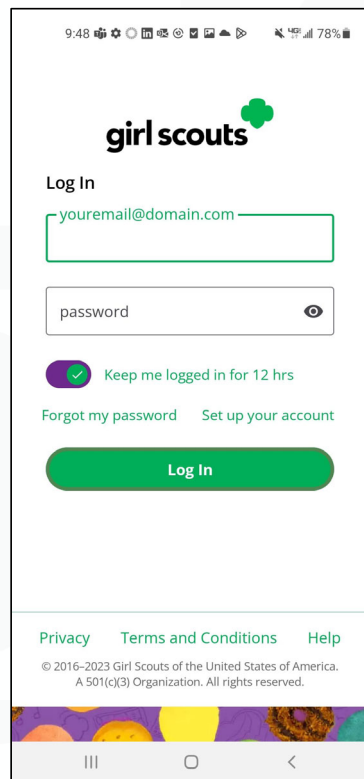 9:48 78%
girl scouts
Log In
youremail@domain.com
password
Keep me logged in for 12 hrs
Forgot my password Set up your account
Log In
Privacy Terms and Conditions Help
© 2016–2023 Girl Scouts of the United States of America.
A 501(c)(3) Organization. All rights reserved.